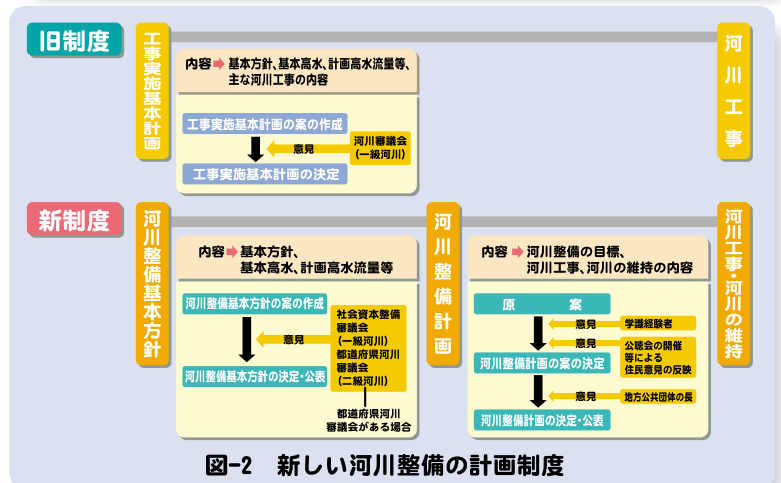 旧制度
工事実施基本計画
内容➡基本方針、基本高水、計画高水流量等、
主な河川工事の内容
工事実施基本計画の案の作成
意見
河川審議会
(一級河川)
工事実施基本計画の決定
河川工事
新制度
河川整備基本方針
内容➡基本方針、
基本高水、計画高水流量等
河川整備基本方針の案の作成
意見
社会資本整備
審議会
(一級河川)
都道府県河川
審議会
(二級河川)
河川整備基本方針の決定・公表
都道府県河川
審議会がある場合
河川整備計画
内容➡河川整備の目標、
河川工事、河川の維持の内容
原案
意見
学識経験者
意見
公聴会の開催
等による
住民意見の反映
河川整備計画の案の決定
意見
地方公共団体の長
河川整備計画の決定・公表
河川工事・河川の維持
図-2 新しい河川整備の計画制度